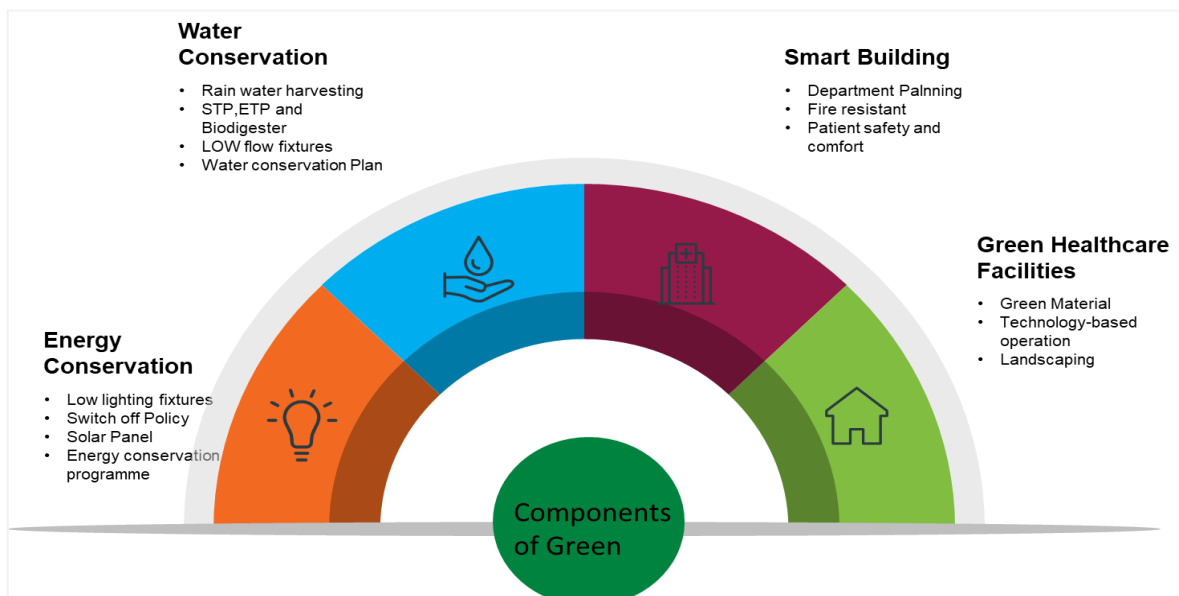 Water
Conservation
• Rain water harvesting
• STP,ETP and
Biodigester
• LOW flow fixtures
• Water conservation Plan
Smart Building
• Department Palnning
• Fire resistant
• Patient safety and
comfort
Green Healthcare
Facilities
• Green Material
• Technology-based
operation
• Landscaping
Energy
Conservation
• Low lighting fixtures
• Switch off Policy
• Solar Panel
• Energy conservation
programme
Components
of Green